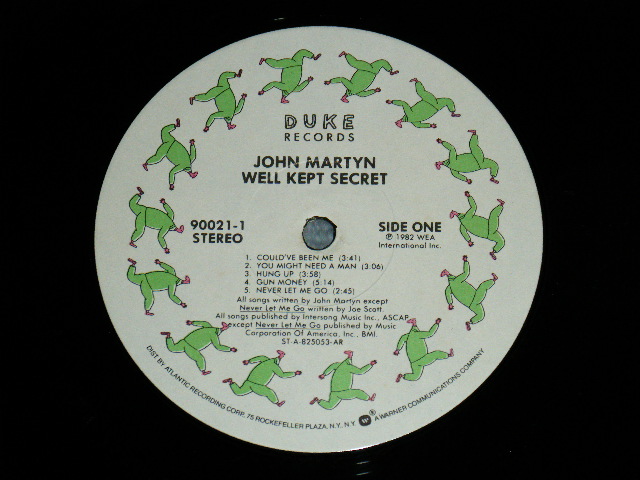 DUKE
RECORDS
JOHN MARTYN
WELL KEPT SECRET
90021-1
STEREO
SIDE ONE
℗ 1982 WEA
International Inc.
1. COULD'VE BEEN ME (3:41)
2. YOU MIGHT NEED A MAN (3:06)
3. HUNG UP (3:58)
4. GUN MONEY (5:14)
5. NEVER LET ME GO (2:45)
All songs written by John Martyn except
Never Let Me Go written by Joe Scott.
All songs published by Intersong Music Inc., ASCAP
except Never Let Me Go published by Music
Corporation Of America, Inc., BMI.
ST-A-825053-AR
DIST. BY ATLANTIC RECORDING CORP. 75 ROCKEFELLER PLAZA, N.Y. N.Y. W ® A WARNER COMMUNICATIONS COMPANY